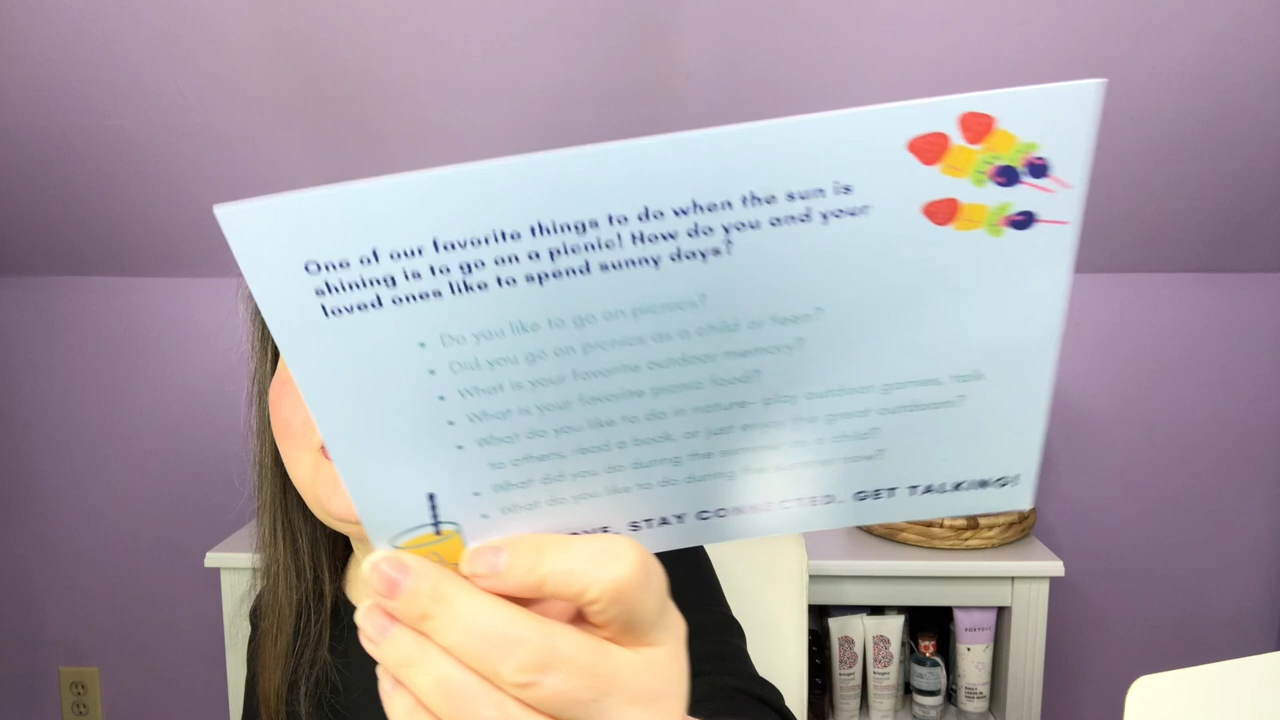 One of our favorite things to do when the sun is
shining is to go on a picnic! How do you and your
loved ones like to spend sunny days?
• Do you like to go on picnics?
• Did you go on picnics as a child or teen?
• What is your favorite outdoor memory?
• What is your favorite picnic food?
• What do you like to do in nature- play outdoor games, talk
to others, read a book, or just enjoy the great outdoors?
• What did you do during the summer as a child?
• What do you like to do during the summer now?
STAY CONNECTED. GET TALKING!
B
B